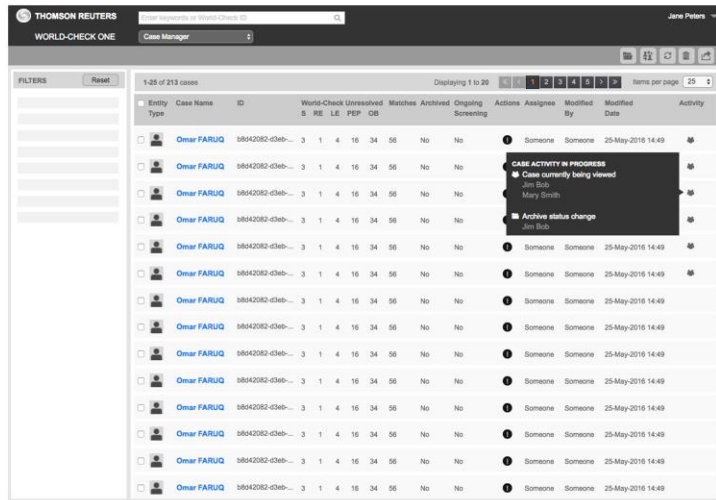 THOMSON REUTERS
Enter keywords or World-Check ID
Jane Peters
WORLD-CHECK ONE
Case Manager
FILTERS
Reset
1-25 of 213 cases
Displaying 1 to 20
1 2 3 4 5
Items per page 25
Entity Type Case Name ID World-Check Unresolved Matches Archived Ongoing Screening Actions Assignee Modified By Modified Date Activity
S RE LE PEP OB
Omar FARUQ b8d42082-d3eb-... 3 1 4 16 34 56 No No Someone Someone 25-May-2016 14:49
Omar FARUQ b8d42082-d3eb-... 3 1 4 16 34 56 No No
Omar FARUQ b8d42082-d3eb-... 3 1 4 16 34 56 No No
Omar FARUQ b8d42082-d3eb-... 3 1 4 16 34 56 No No
CASE ACTIVITY IN PROGRESS
Case currently being viewed
Jim Bob
Mary Smith
Archive status change
Jim Bob
Omar FARUQ b8d42082-d3eb-... 3 1 4 16 34 56 No No Someone Someone 25-May-2016 14:49
Omar FARUQ b8d42082-d3eb-... 3 1 4 16 34 56 No No Someone Someone 25-May-2016 14:49
Omar FARUQ b8d42082-d3eb-... 3 1 4 16 34 56 No No Someone Someone 25-May-2016 14:49
Omar FARUQ b8d42082-d3eb-... 3 1 4 16 34 56 No No Someone Someone 25-May-2016 14:49
Omar FARUQ b8d42082-d3eb-... 3 1 4 16 34 56 No No Someone Someone 25-May-2016 14:49
Omar FARUQ b8d42082-d3eb-... 3 1 4 16 34 56 No No Someone Someone 25-May-2016 14:49
Omar FARUQ b8d42082-d3eb-... 3 1 4 16 34 56 No No Someone Someone 25-May-2016 14:49
Omar FARUQ b8d42082-d3eb-... 3 1 4 16 34 56 No No Someone Someone 25-May-2016 14:49
Omar FARUQ b8d42082-d3eb-... 3 1 4 16 34 56 No No Someone Someone 25-May-2016 14:49
Omar FARUQ b8d42082-d3eb-... 3 1 4 16 34 56 No No Someone Someone 25-May-2016 14:49